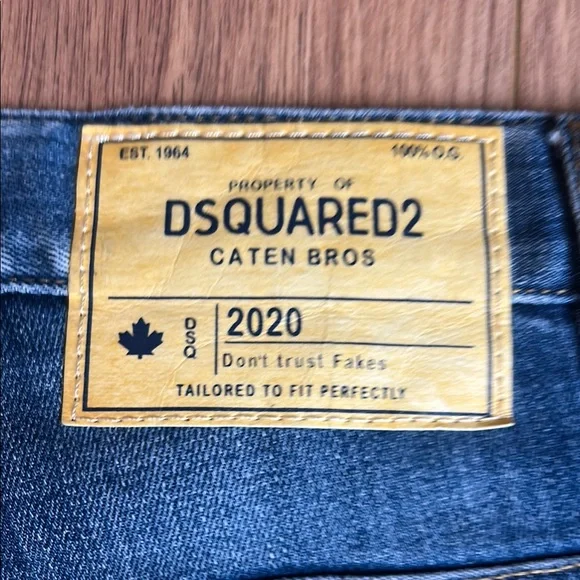 EST. 1964
100% O.G.
PROPERTY OF
DSQUARED2
CATEN BROS
DSQ
2020
Don't trust Fakes
TAILORED TO FIT PERFECTLY